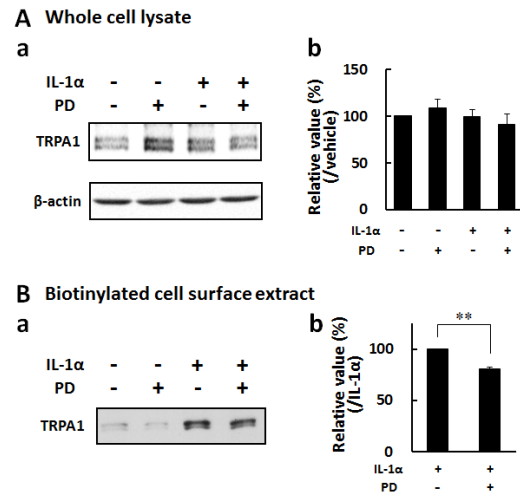 A Whole cell lysate
a
IL-1α - - + +
PD - + - +
TRPA1
β-actin
b
Relative value (%)
(/vehicle)
150
100
50
0
IL-1α - - + +
PD - + - +
B Biotinylated cell surface extract
a
IL-1α - - + +
PD - + - +
TRPA1
b
Relative value (%)
(/IL-1α)
**
100
50
0
IL-1α + +
PD - +